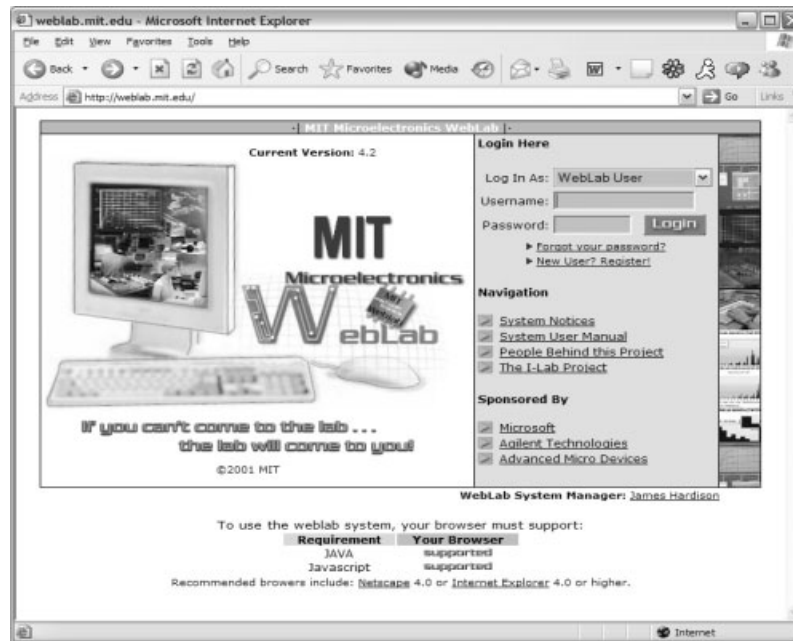 weblab.mit.edu - Microsoft Internet Explorer
File Edit View Favorites Tools Help
Back Search Favorites Media
Address http://weblab.mit.edu/ Go Links
·| MIT Microelectronics WebLab |·
Current Version: 4.2
MIT
Microelectronics
WebLab
If you can't come to the lab ...
the lab will come to you!
©2001 MIT
Login Here
Log In As: WebLab User
Username:
Password: Login
Forgot your password?
New User? Register!
Navigation
System Notices
System User Manual
People Behind this Project
The I-Lab Project
Sponsored By
Microsoft
Agilent Technologies
Advanced Micro Devices
WebLab System Manager: James Hardison
To use the weblab system, your browser must support:
Requirement Your Browser
JAVA supported
Javascript supported
Recommended browers include: Netscape 4.0 or Internet Explorer 4.0 or higher.
Internet